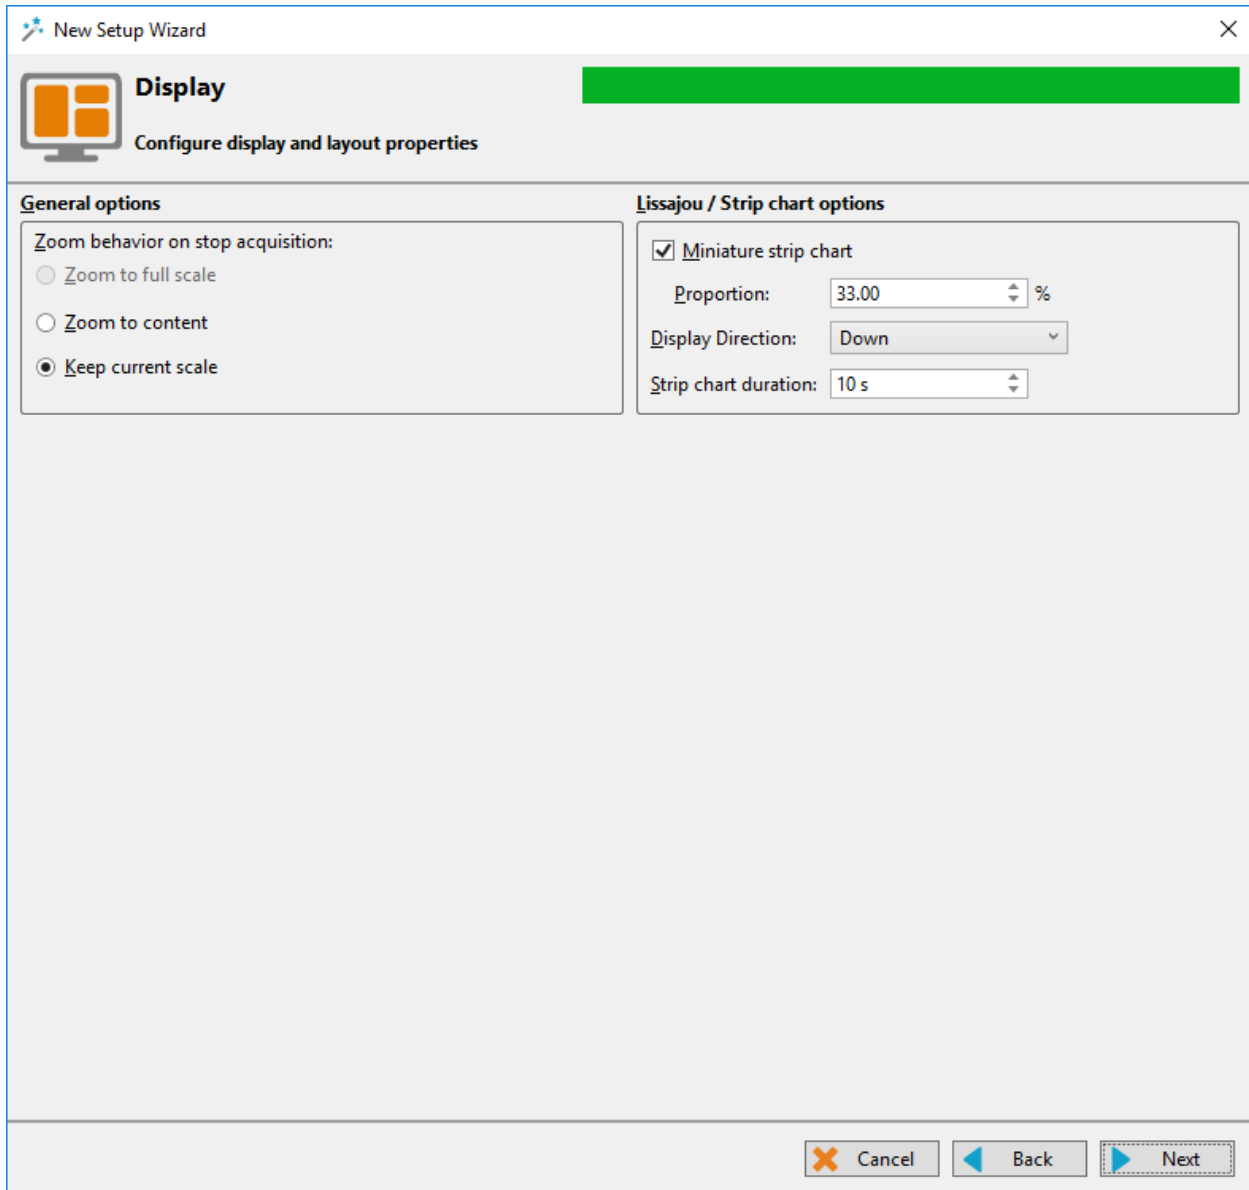 New Setup Wizard
Display
Configure display and layout properties
General options
Zoom behavior on stop acquisition:
Zoom to full scale
Zoom to content
Keep current scale
Lissajou / Strip chart options
Miniature strip chart
Proportion: 33.00 %
Display Direction: Down
Strip chart duration: 10 s
Cancel Back Next